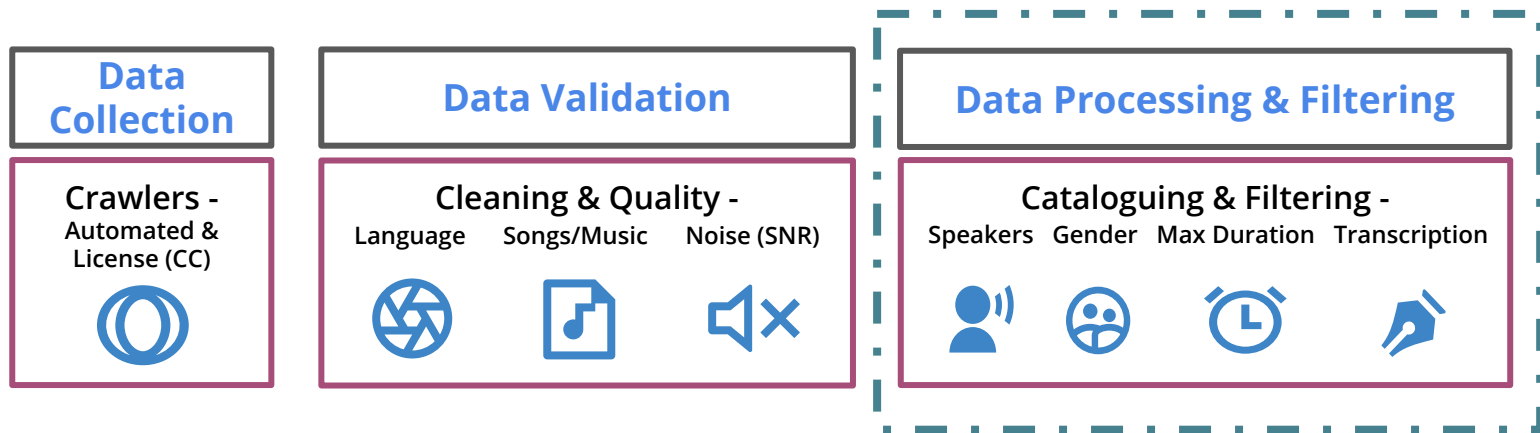 Data
Collection
Crawlers -
Automated &
License (CC)
Data Validation
Cleaning & Quality -
Language Songs/Music Noise (SNR)
Data Processing & Filtering
Cataloguing & Filtering -
Speakers Gender Max Duration Transcription